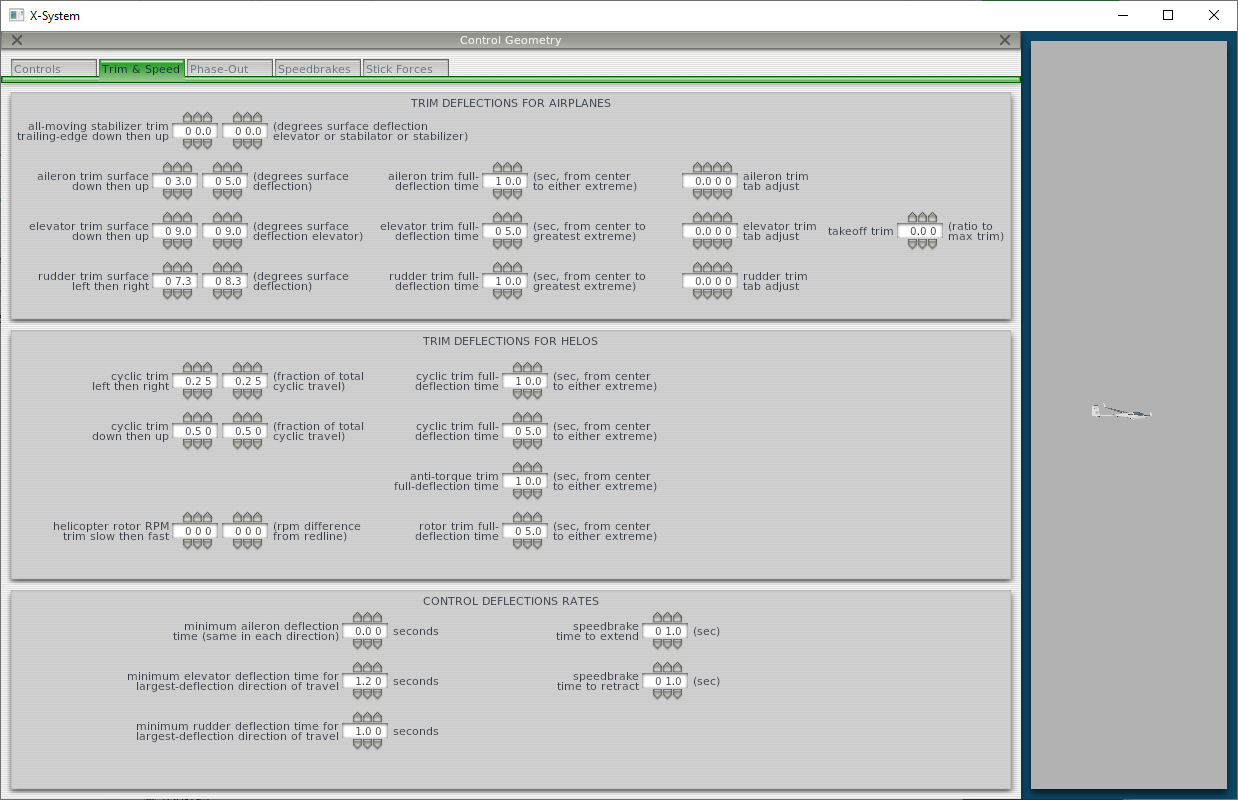 X-System
Control Geometry
Controls
Trim & Speed
Phase-Out
Speedbrakes
Stick Forces
TRIM DEFLECTIONS FOR AIRPLANES
all-moving stabilizer trim
trailing-edge down then up
0 0.0
0 0.0
(degrees surface deflection
elevator or stabilator or stabilizer)
aileron trim surface
down then up
0 3.0
0 5.0
(degrees surface
deflection)
aileron trim full-
deflection time
1 0.0
(sec, from center
to either extreme)
0.0 0 0
aileron trim
tab adjust
elevator trim surface
down then up
0 9.0
0 9.0
(degrees surface
deflection elevator)
elevator trim full-
deflection time
0 5.0
(sec, from center to
greatest extreme)
0.0 0 0
elevator trim
tab adjust
takeoff trim
0.0 0
(ratio to
max trim)
rudder trim surface
left then right
0 7.3
0 8.3
(degrees surface
deflection)
rudder trim full-
deflection time
1 0.0
(sec, from center to
greatest extreme)
0.0 0 0
rudder trim
tab adjust
TRIM DEFLECTIONS FOR HELOS
cyclic trim
left then right
0.2 5
0.2 5
(fraction of total
cyclic travel)
cyclic trim full-
deflection time
1 0.0
(sec, from center
to either extreme)
cyclic trim
down then up
0.5 0
0.5 0
(fraction of total
cyclic travel)
cyclic trim full-
deflection time
0 5.0
(sec, from center
to either extreme)
anti-torque trim
full-deflection time
1 0.0
(sec, from center
to either extreme)
helicopter rotor RPM
trim slow then fast
0 0 0
0 0 0
(rpm difference
from redline)
rotor trim full-
deflection time
0 5.0
(sec, from center
to either extreme)
CONTROL DEFLECTIONS RATES
minimum aileron deflection
time (same in each direction)
0.0 0
seconds
speedbrake
time to extend
0 1.0
(sec)
minimum elevator deflection time for
largest-deflection direction of travel
1.2 0
seconds
speedbrake
time to retract
0 1.0
(sec)
minimum rudder deflection time for
largest-deflection direction of travel
1.0 0
seconds